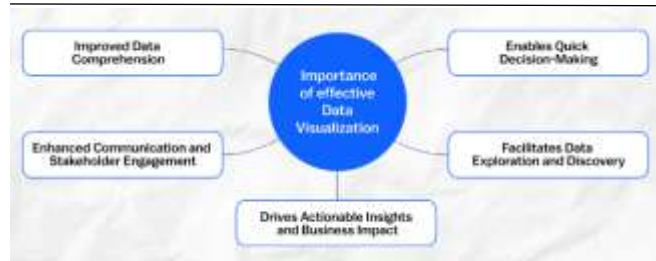 Improved Data
Comprehension
Importance
of effective
Data
Visualization
Enables Quick
Decision-Making
Enhanced Communication and
Stakeholder Engagement
Facilitates Data
Exploration and Discovery
Drives Actionable Insights
and Business Impact